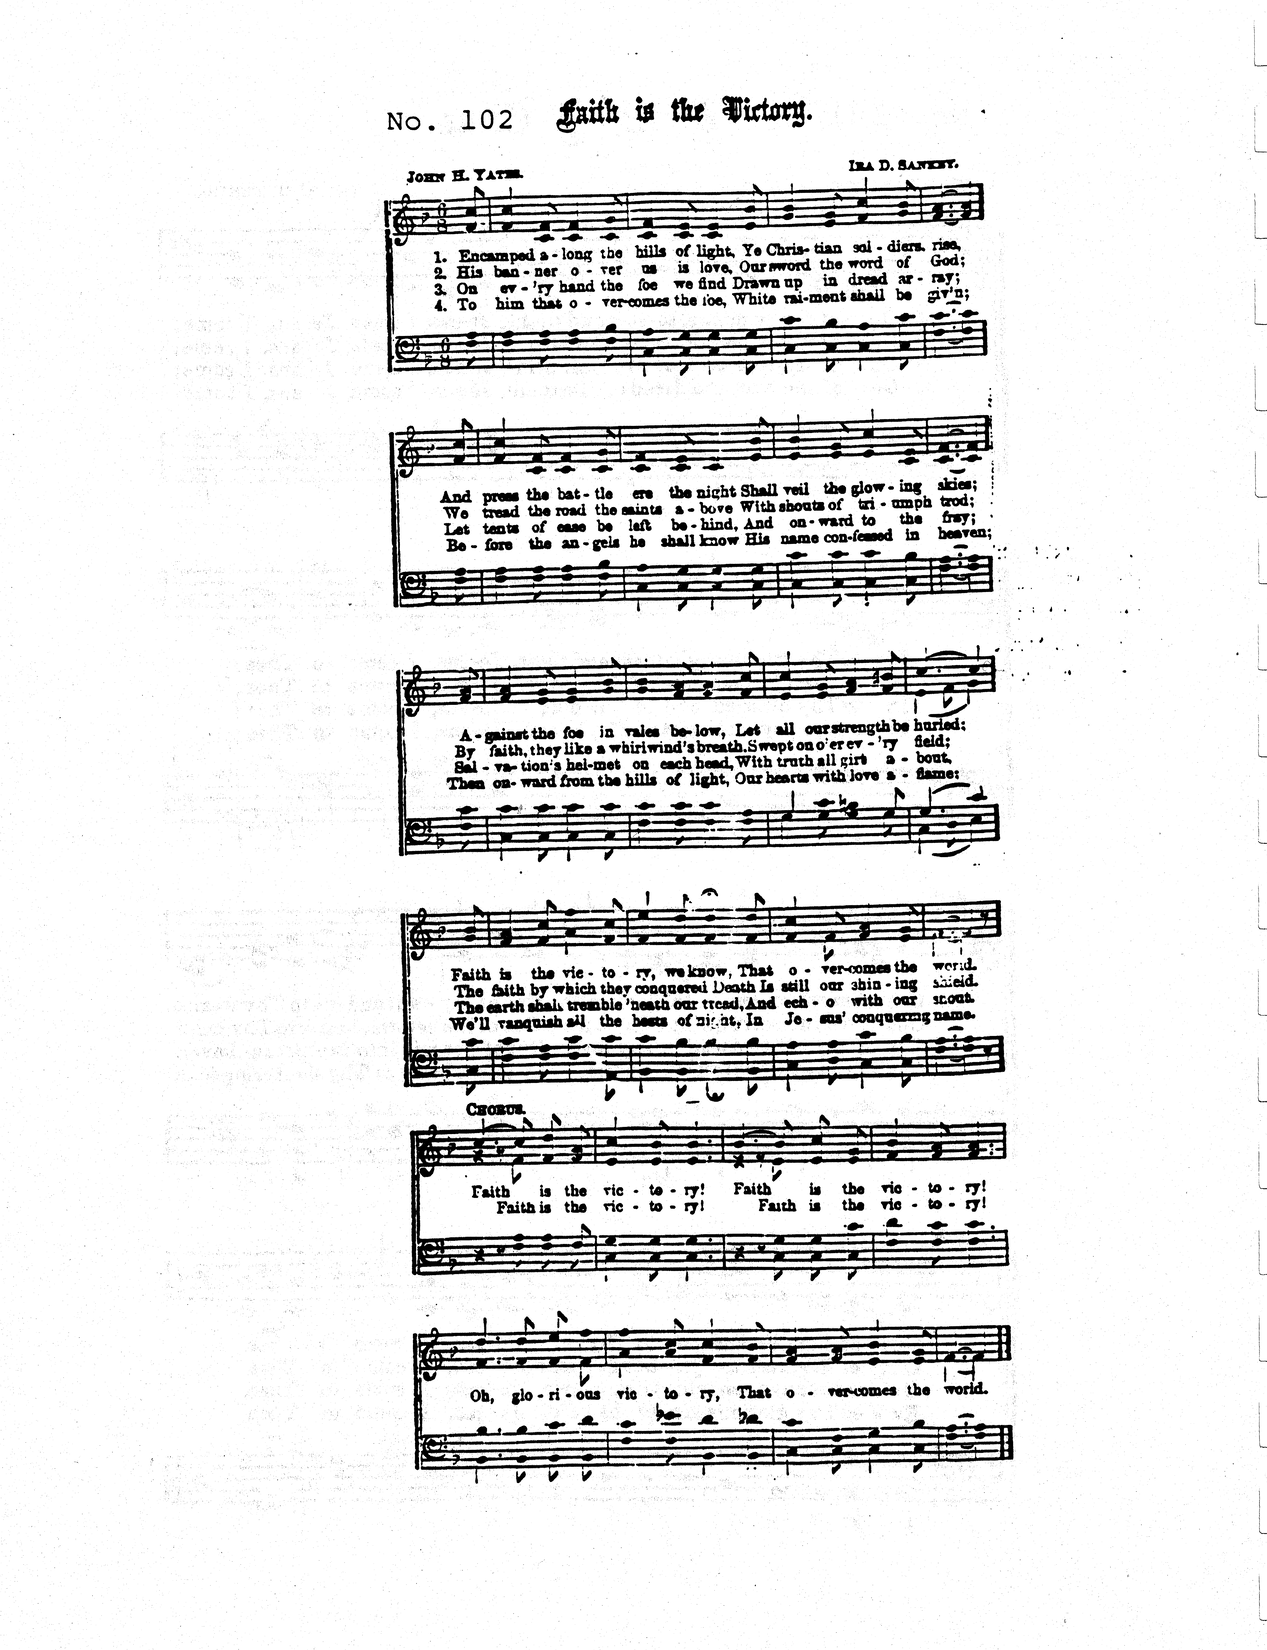 No. 102 Faith is the Victory.
JOHN H. YATES. IRA D. SANKEY.
1. Encamped a-long the hills of light, Ye Chris-tian sol-diers, rise,
2. His ban-ner o-ver us is love, Our sword the word of God;
3. On ev-'ry hand the foe we find Drawn up in dread ar-ray;
4. To him that o-ver-comes the foe, White rai-ment shall be giv'n;
And press the bat-tle ere the night Shall veil the glow-ing skies;
We tread the road the saints a-bove With shouts of tri-umph trod;
Let tents of ease be left be-hind, And on-ward to the fray;
Be-fore the an-gels he shall know His name con-fessed in heaven;
A-gainst the foe in vales be-low, Let all our strength be hurled;
By faith, they like a whirlwind's breath, Swept on o'er ev-'ry field;
Sal-va-tion's hel-met on each head, With truth all girt a-bout,
Then on-ward from the hills of light, Our hearts with love a-flame;
Faith is the vic-to-ry, we know, That o-ver-comes the world.
The faith by which they conquered Death Is still our shin-ing shield.
The earth shall tremble 'neath our tread, And ech-o with our shout.
We'll vanquish all the hosts of night, In Je-sus' conquering name.
CHORUS.
Faith is the vic-to-ry! Faith is the vic-to-ry!
Faith is the vic-to-ry! Faith is the vic-to-ry!
Oh, glo-ri-ous vic-to-ry, That o-ver-comes the world.